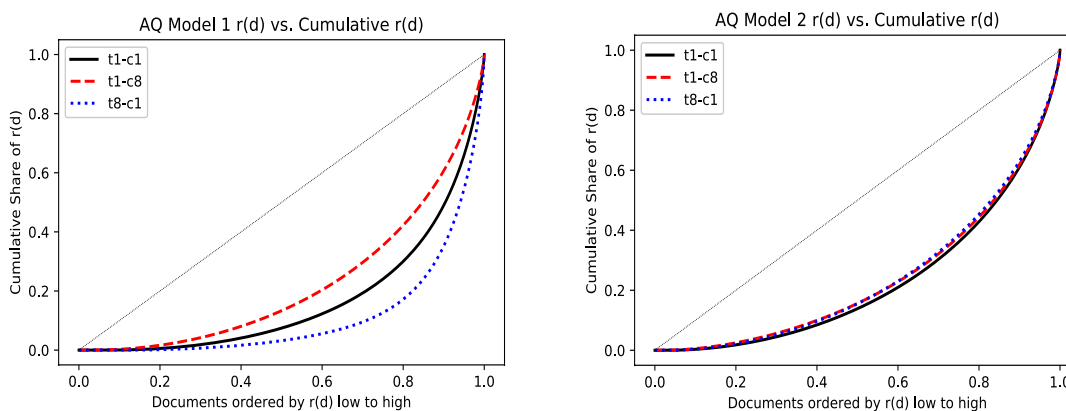 AQ Model 1 r(d) vs. Cumulative r(d)
t1-c1
t1-c8
t8-c1
1.0
0.8
0.6
0.4
0.2
0.0
Cumulative Share of r(d)
0.0 0.2 0.4 0.6 0.8 1.0
Documents ordered by r(d) low to high
AQ Model 2 r(d) vs. Cumulative r(d)
t1-c1
t1-c8
t8-c1
1.0
0.8
0.6
0.4
0.2
0.0
Cumulative Share of r(d)
0.0 0.2 0.4 0.6 0.8 1.0
Documents ordered by r(d) low to high